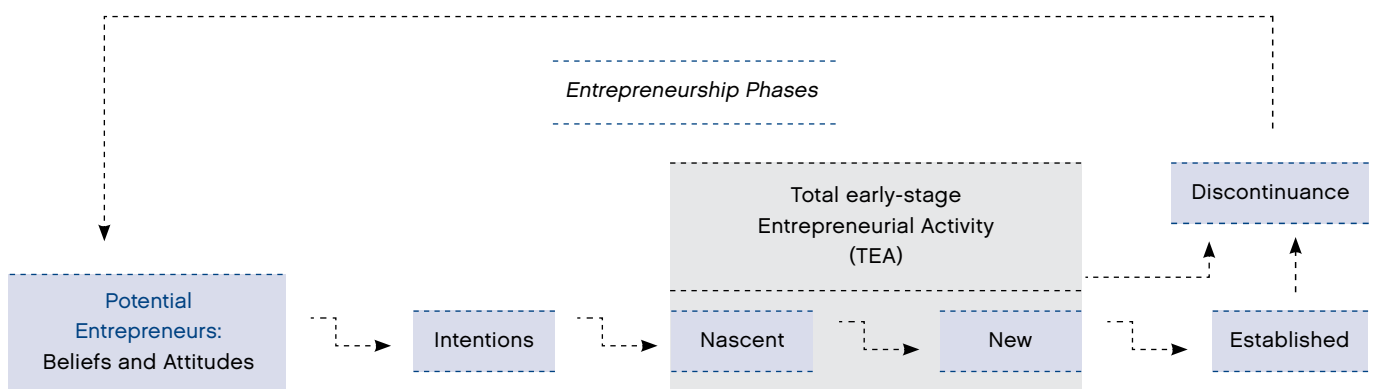 Entrepreneurship Phases
Total early-stage
Entrepreneurial Activity
(TEA)
Discontinuance
Potential
Entrepreneurs:
Beliefs and Attitudes
Intentions
Nascent
New
Established